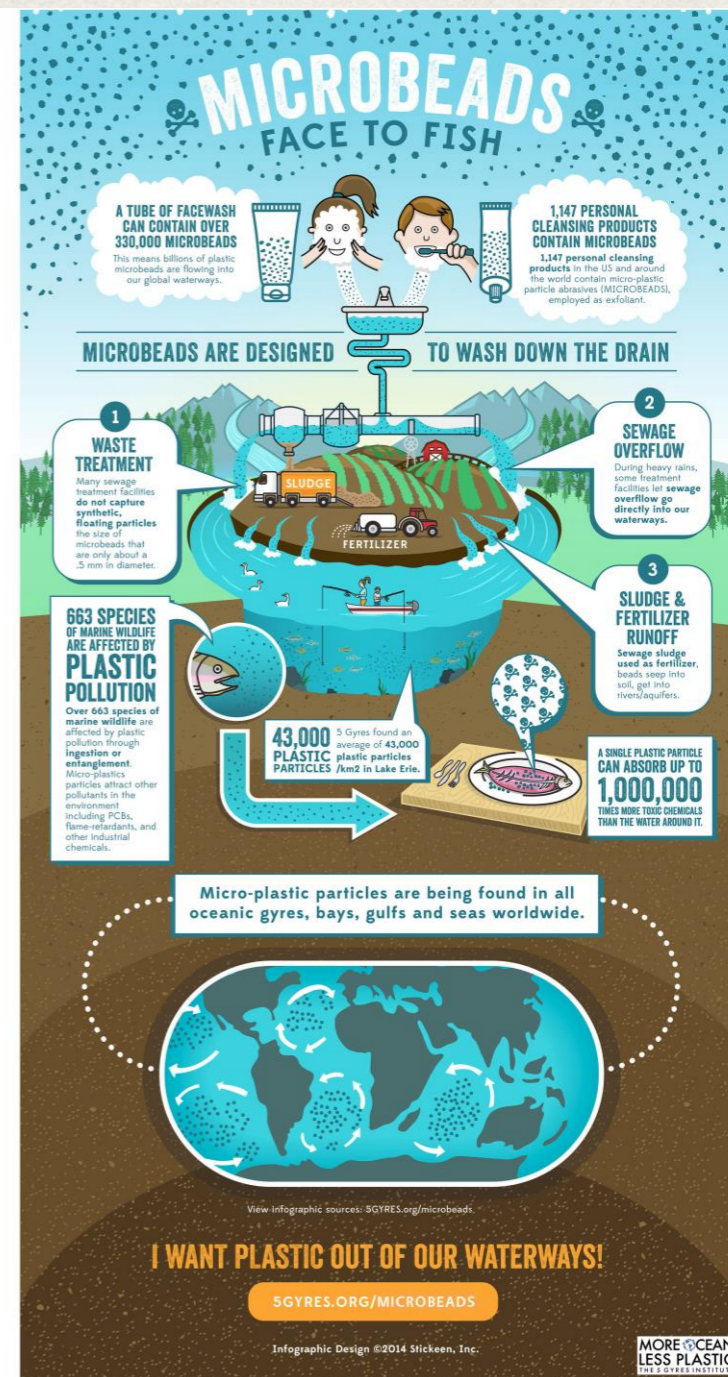 MICROBEADS
FACE TO FISH
A TUBE OF FACEWASH
CAN CONTAIN OVER
330,000 MICROBEADS
This means billions of plastic
microbeads are flowing into
our global waterways.
1,147 PERSONAL
CLEANSING PRODUCTS
CONTAIN MICROBEADS
1,147 personal cleansing
products in the US and around
the world contain micro-plastic
particle abrasives (MICROBEADS),
employed as exfoliant.
MICROBEADS ARE DESIGNED TO WASH DOWN THE DRAIN
1
WASTE
TREATMENT
Many sewage
treatment facilities
do not capture
synthetic,
floating particles
the size of
microbeads that
are only about a
.5 mm in diameter.
2
SEWAGE
OVERFLOW
During heavy rains,
some treatment
facilities let sewage
overflow go
directly into our
waterways.
SLUDGE
FERTILIZER
3
SLUDGE &
FERTILIZER
RUNOFF
Sewage sludge
used as fertilizer,
beads seep into
soil, get into
rivers/aquifers.
663 SPECIES
OF MARINE WILDLIFE
ARE AFFECTED BY
PLASTIC
POLLUTION
Over 663 species of
marine wildlife are
affected by plastic
pollution through
ingestion or
entanglement.
Micro-plastics
particles attract other
pollutants in the
environment
including PCBs,
flame-retardants, and
other industrial
chemicals.
43,000
PLASTIC
PARTICLES
5 Gyres found an
average of 43,000
plastic particles
/km2 in Lake Erie.
A SINGLE PLASTIC PARTICLE
CAN ABSORB UP TO
1,000,000
TIMES MORE TOXIC CHEMICALS
THAN THE WATER AROUND IT.
Micro-plastic particles are being found in all
oceanic gyres, bays, gulfs and seas worldwide.
View infographic sources: 5GYRES.org/microbeads
I WANT PLASTIC OUT OF OUR WATERWAYS!
5GYRES.ORG/MICROBEADS
Infographic Design ©2014 Stickeen, Inc.
MORE OCEAN
LESS PLASTIC
THE 5 GYRES INSTITUTE